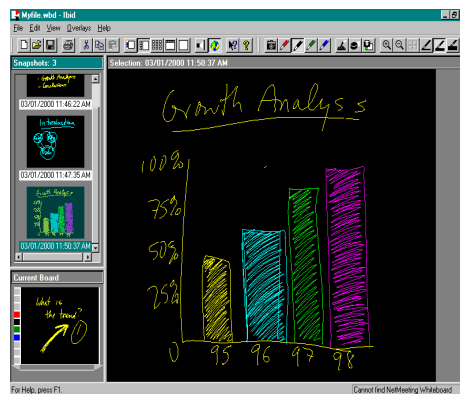 Myfile.wbd - Ibid
File Edit View Overlays Help
Snapshots: 3
- Growth Analysis
- Conclusions
03/01/2000 11:46:22 AM
Introduction
03/01/2000 11:47:35 AM
Growth Analysis
03/01/2000 11:50:37 AM
Current Board
What is
the trend?
Selection: 03/01/2000 11:50:37 AM
Growth Analyss
100%
75%
50%
25%
0 95 96 97 98
For Help, press F1.
Cannot find NetMeeting Whiteboard